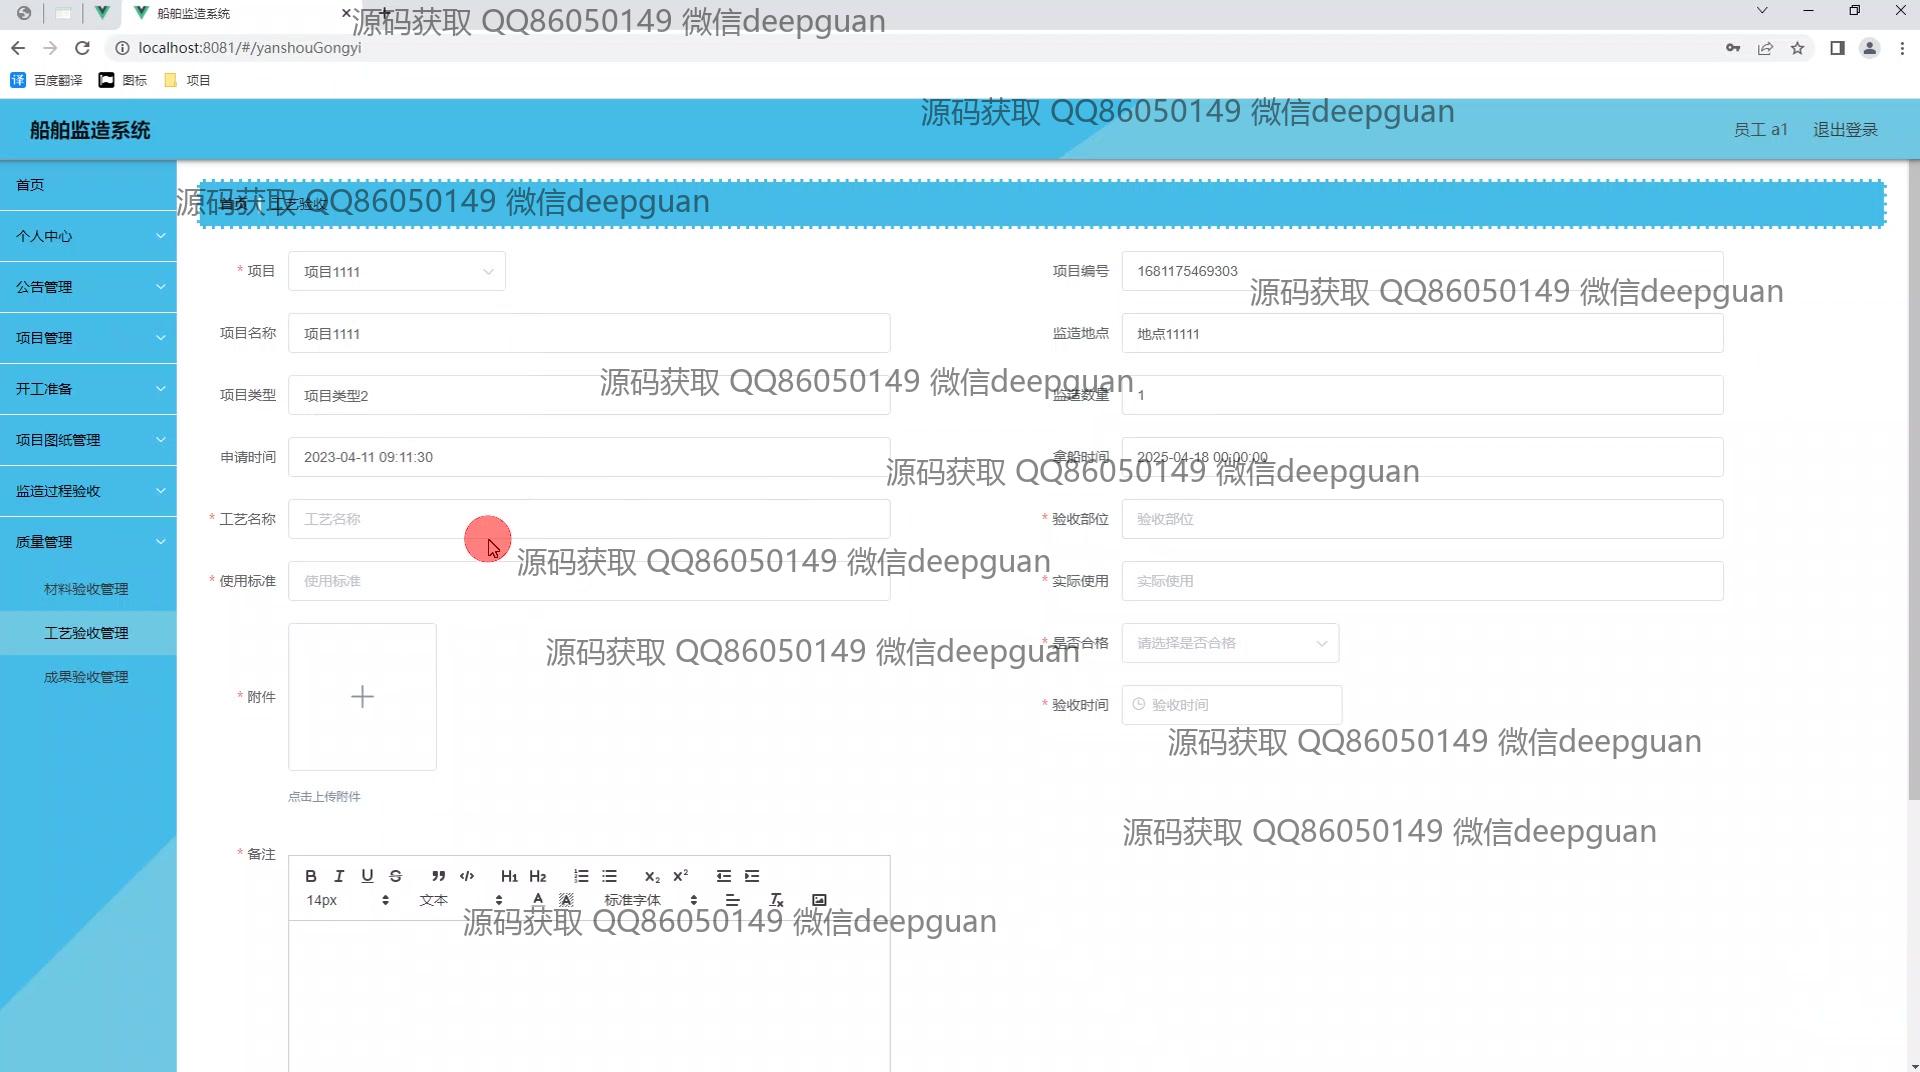 船舶监造系统
源码获取 QQ86050149 微信deepguan
localhost:8081/#/yanshouGongyi
百度翻译 图标 项目
源码获取 QQ86050149 微信deepguan
船舶监造系统 员工 a1 退出登录
首页
源码获取 QQ86050149 微信deepguan
首页 工艺验收
个人中心
公告管理
项目管理
开工准备
项目图纸管理
监造过程验收
质量管理
材料验收管理
工艺验收管理
成果验收管理
* 项目 项目1111 项目编号 1681175469303
源码获取 QQ86050149 微信deepguan
项目名称 项目1111 监造地点 地点11111
源码获取 QQ86050149 微信deepguan
项目类型 项目类型2 监造数量 1
申请时间 2023-04-11 09:11:30 拿船时间 2025-04-18 00:00:00
源码获取 QQ86050149 微信deepguan
* 工艺名称 工艺名称 * 验收部位 验收部位
源码获取 QQ86050149 微信deepguan
* 使用标准 使用标准 * 实际使用 实际使用
源码获取 QQ86050149 微信deepguan
* 是否合格 请选择是否合格
* 附件 * 验收时间 验收时间
源码获取 QQ86050149 微信deepguan
点击上传附件
源码获取 QQ86050149 微信deepguan
* 备注
B I U S H1 H2 X₂ X²
14px 文本 A A 标准字体 Tx
源码获取 QQ86050149 微信deepguan